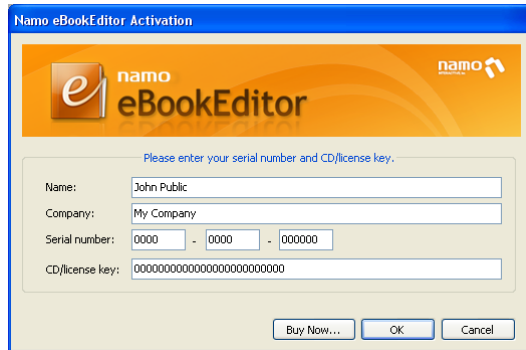 Namo eBookEditor Activation
namo
namo
eBookEditor
Please enter your serial number and CD/license key.
Name: John Public
Company: My Company
Serial number: 0000 - 0000 - 000000
CD/license key: 000000000000000000000000
Buy Now... OK Cancel